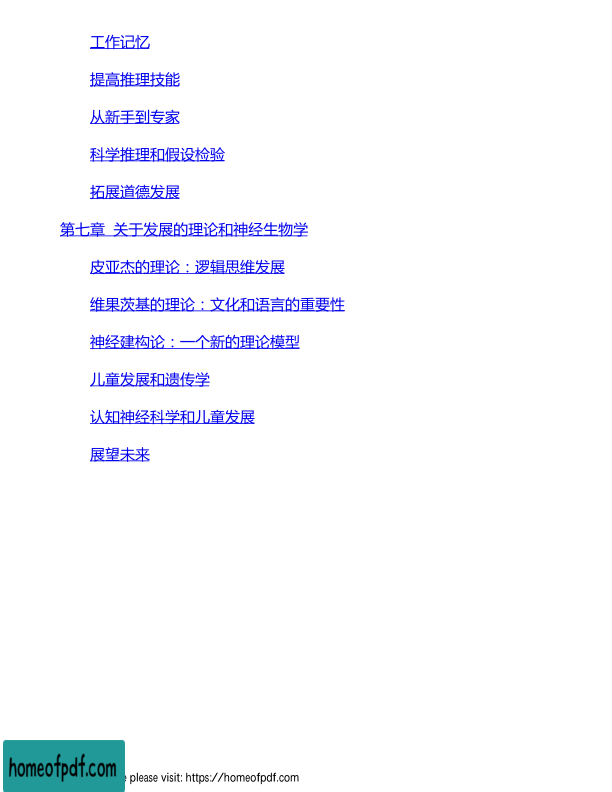 工作记忆
提高推理技能
从新手到专家
科学推理和假设检验
拓展道德发展
第七章 关于发展的理论和神经生物学
皮亚杰的理论：逻辑思维发展
维果茨基的理论：文化和语言的重要性
神经建构论：一个新的理论模型
儿童发展和遗传学
认知神经科学和儿童发展
展望未来
homeofpdf.com
please visit: https://homeofpdf.com